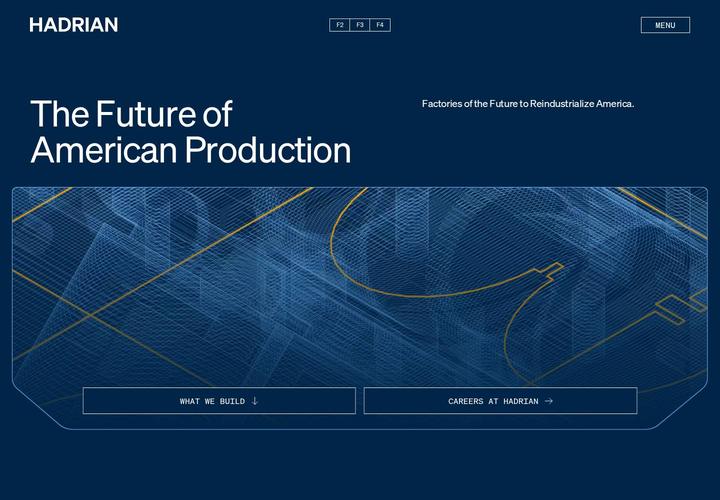 HADRIAN
F2 F3 F4
MENU
The Future of
American Production
Factories of the Future to Reindustrialize America.
WHAT WE BUILD ↓
CAREERS AT HADRIAN →